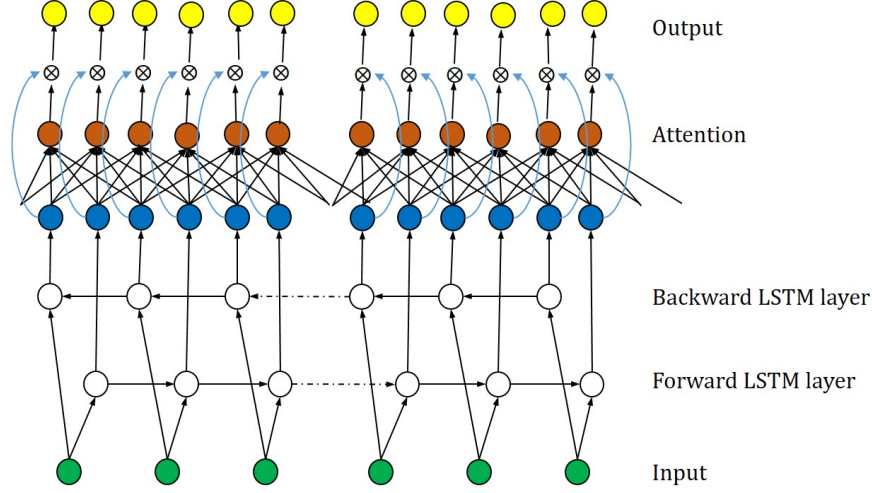 Output
Attention
Backward LSTM layer
Forward LSTM layer
Input